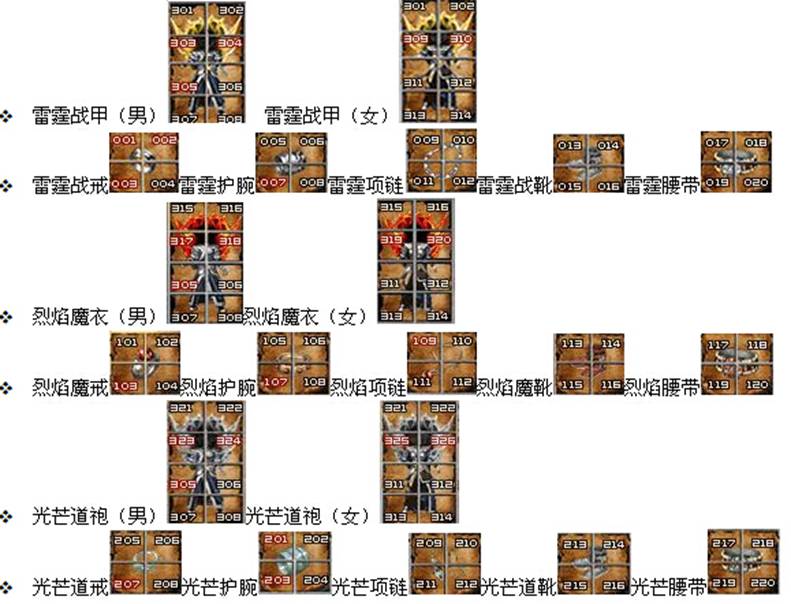 301 302 301 302
303 304 309 310
305 306 311 312
307 308 313 314
❖ 雷霆战甲（男） 雷霆战甲（女）
001 002 005 006 009 010 013 014 017 018
003 004 007 008 011 012 015 016 019 020
❖ 雷霆战戒 雷霆护腕 雷霆项链 雷霆战靴 雷霆腰带
315 316 315 316
317 318 319 320
305 306 311 312
307 308 313 314
❖ 烈焰魔衣（男） 烈焰魔衣（女）
101 102 105 106 109 110 113 114 117 118
103 104 107 108 111 112 115 116 119 120
❖ 烈焰魔戒 烈焰护腕 烈焰项链 烈焰魔靴 烈焰腰带
321 322 321 322
323 324 325 326
305 306 311 312
307 308 313 314
❖ 光芒道袍（男） 光芒道袍（女）
205 206 201 202 209 210 213 214 217 218
207 208 203 204 211 212 215 216 219 220
❖ 光芒道戒 光芒护腕 光芒项链 光芒道靴 光芒腰带